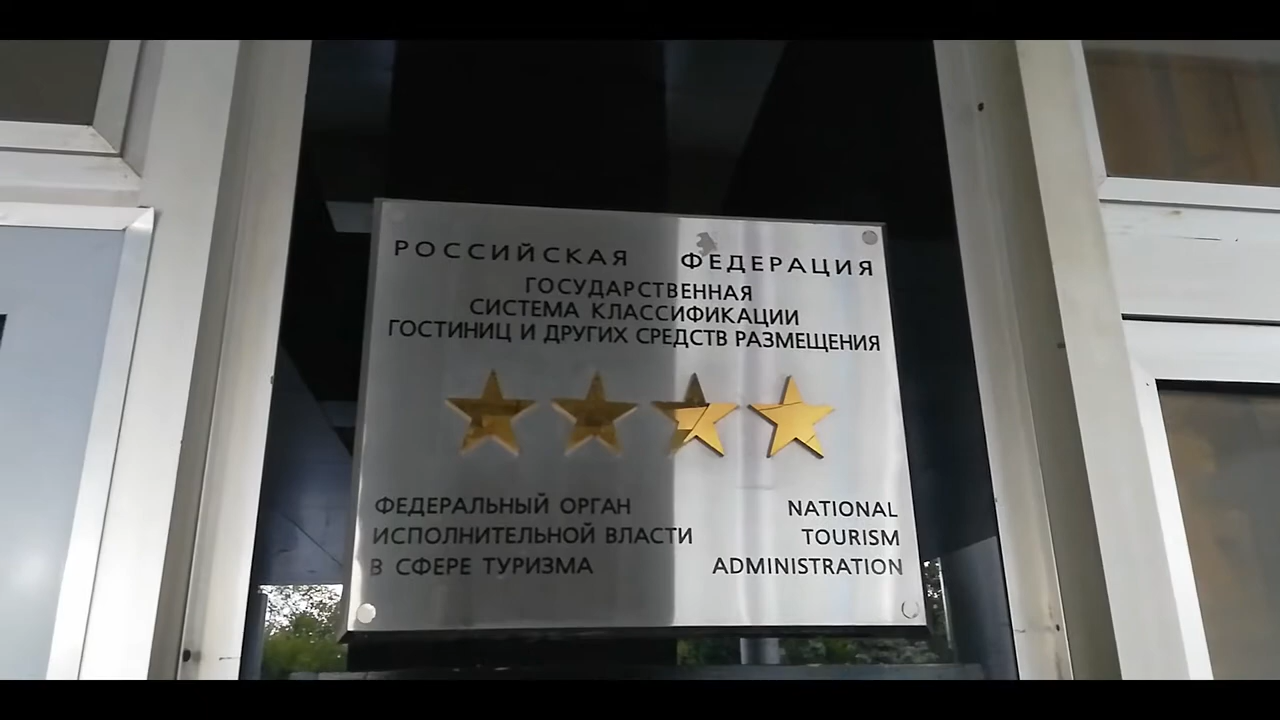 РОССИЙСКАЯ ФЕДЕРАЦИЯ
ГОСУДАРСТВЕННАЯ
СИСТЕМА КЛАССИФИКАЦИИ
ГОСТИНИЦ И ДРУГИХ СРЕДСТВ РАЗМЕЩЕНИЯ
ФЕДЕРАЛЬНЫЙ ОРГАН
ИСПОЛНИТЕЛЬНОЙ ВЛАСТИ
В СФЕРЕ ТУРИЗМА
NATIONAL
TOURISM
ADMINISTRATION